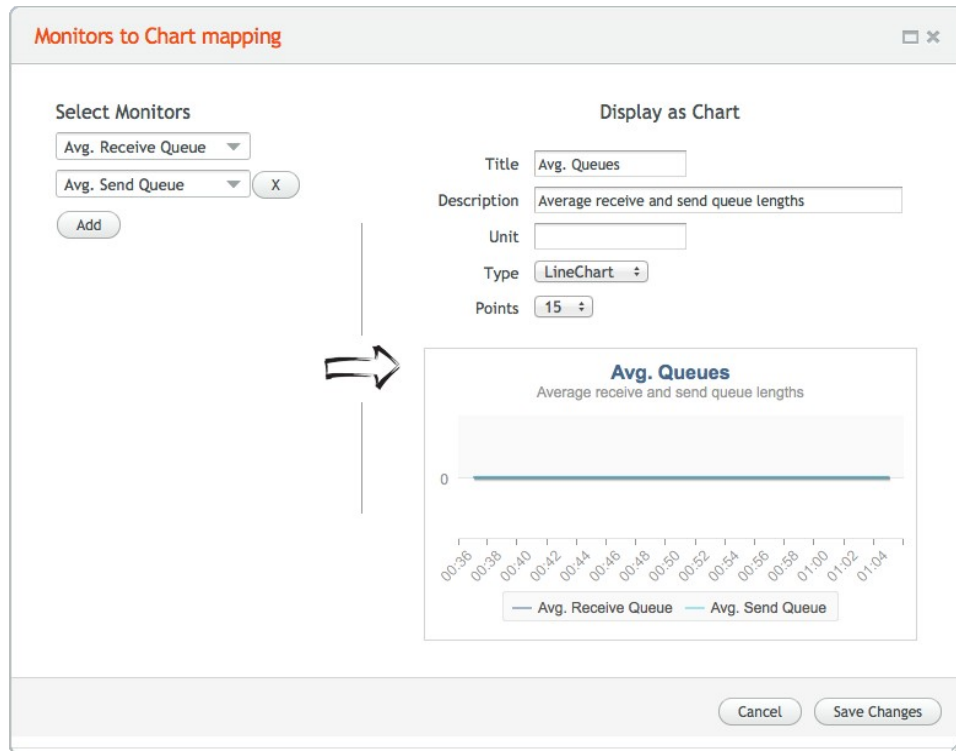 Monitors to Chart mapping
Select Monitors
Avg. Receive Queue
Avg. Send Queue
X
Add
Display as Chart
Title Avg. Queues
Description Average receive and send queue lengths
Unit
Type LineChart
Points 15
Avg. Queues
Average receive and send queue lengths
0
00:36 00:38 00:40 00:42 00:44 00:46 00:48 00:50 00:52 00:54 00:56 00:58 01:00 01:02 01:04
Avg. Receive Queue Avg. Send Queue
Cancel Save Changes